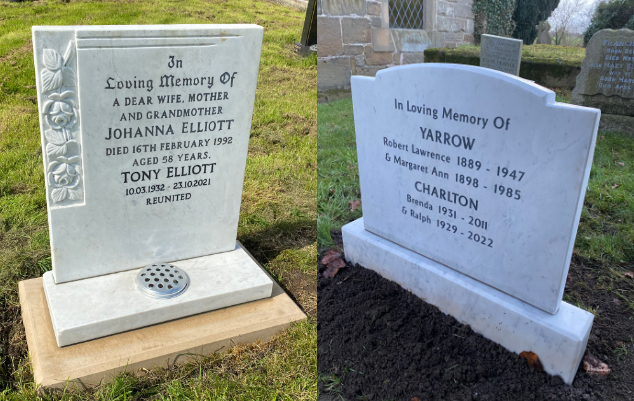 In
Loving Memory Of
A DEAR WIFE, MOTHER
AND GRANDMOTHER
JOHANNA ELLIOTT
DIED 16TH FEBRUARY 1992
AGED 58 YEARS.
TONY ELLIOTT
10.03.1932 - 23.10.2021
REUNITED
In Loving Memory Of
YARROW
Robert Lawrence 1889 - 1947
& Margaret Ann 1898 - 1985
CHARLTON
Brenda 1931 - 2011
& Ralph 1929 - 2022